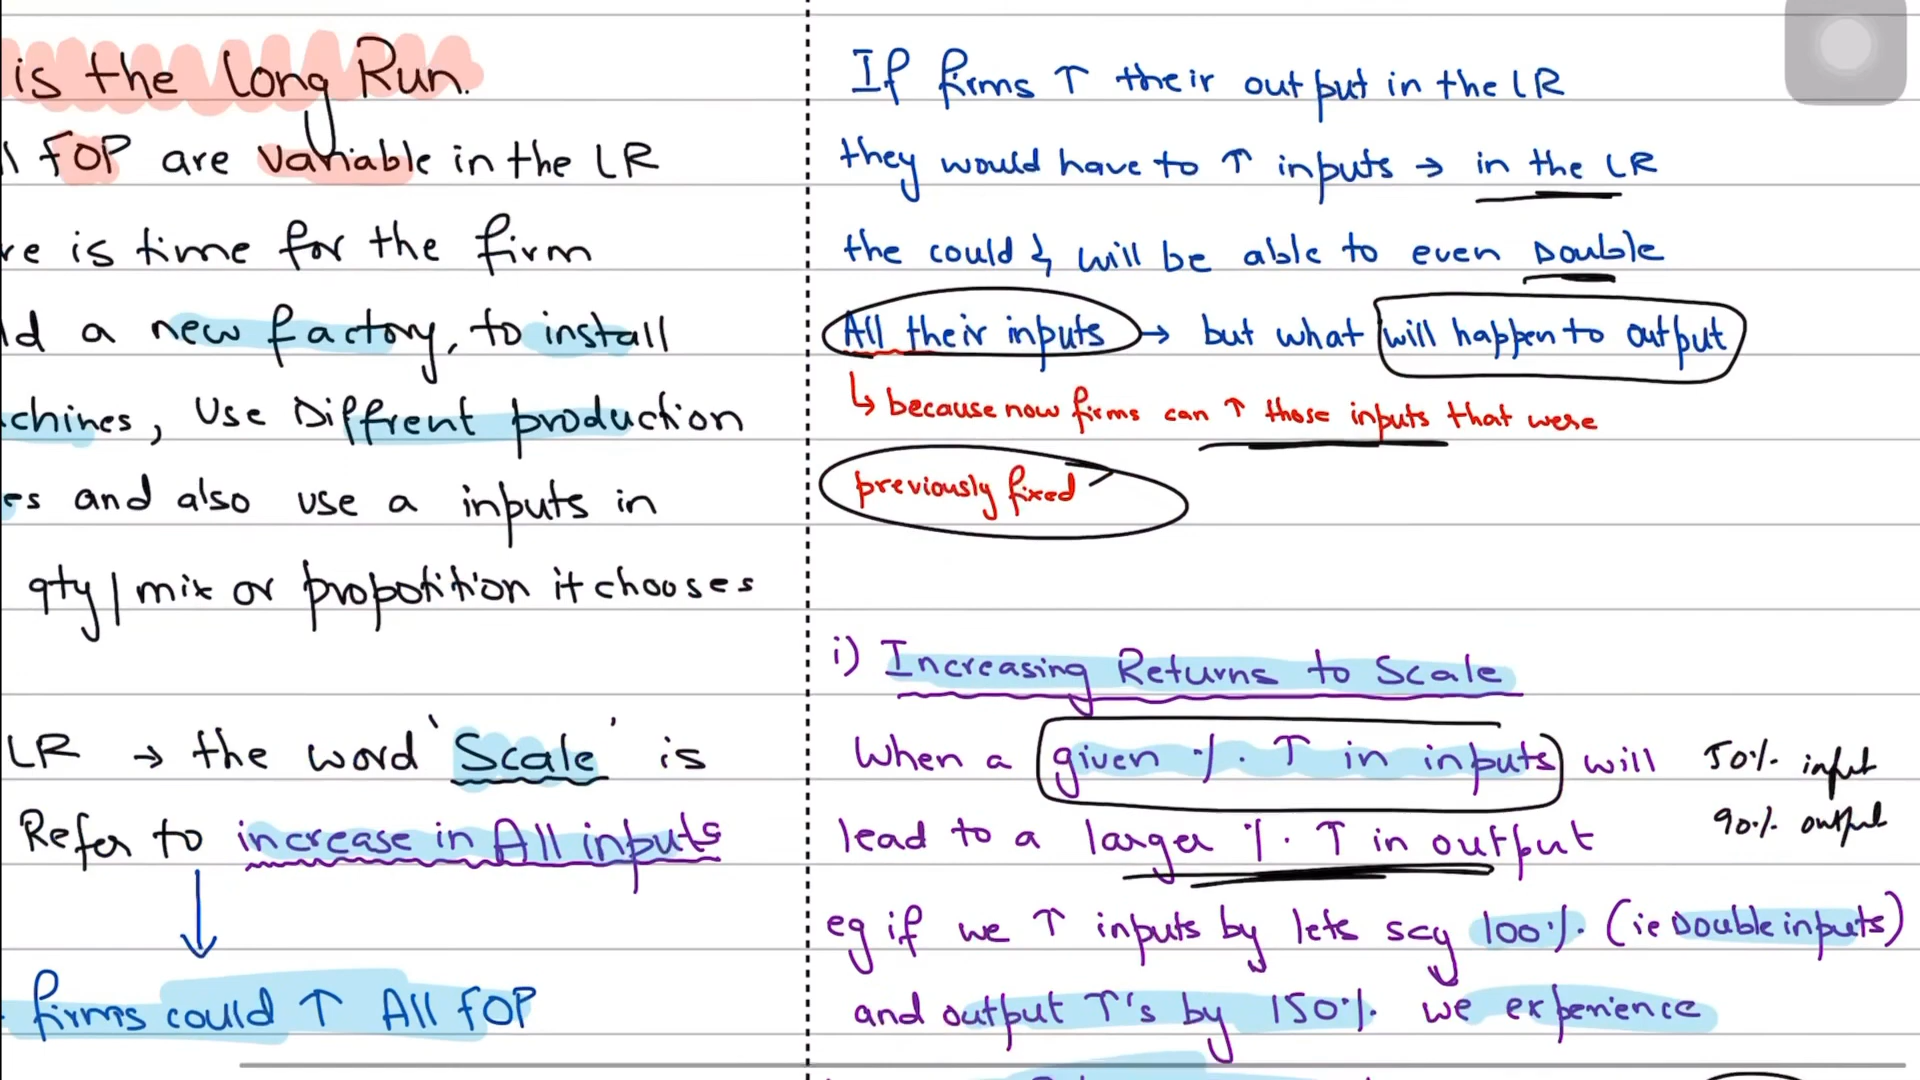 is the Long Run.
FOP are variable in the LR
re is time for the firm
ld a new factory, to install
chines, Use Diffrent production
es and also use a inputs in
qty/mix or propotition it chooses
LR → the word 'Scale' is
Refer to increase in All inputs
firms could ↑ All FOP
If firms ↑ their output in the LR
they would have to ↑ inputs → in the LR
the could & will be able to even Double
All their inputs → but what will happen to output
↳ because now firms can ↑ those inputs that were
previously fixed
i) Increasing Returns to Scale
When a given % ↑ in inputs will
lead to a larger % ↑ in output
50% input
90% output
eg if we ↑ inputs by lets say 100% (ie Double inputs)
and output ↑'s by 150% we experience